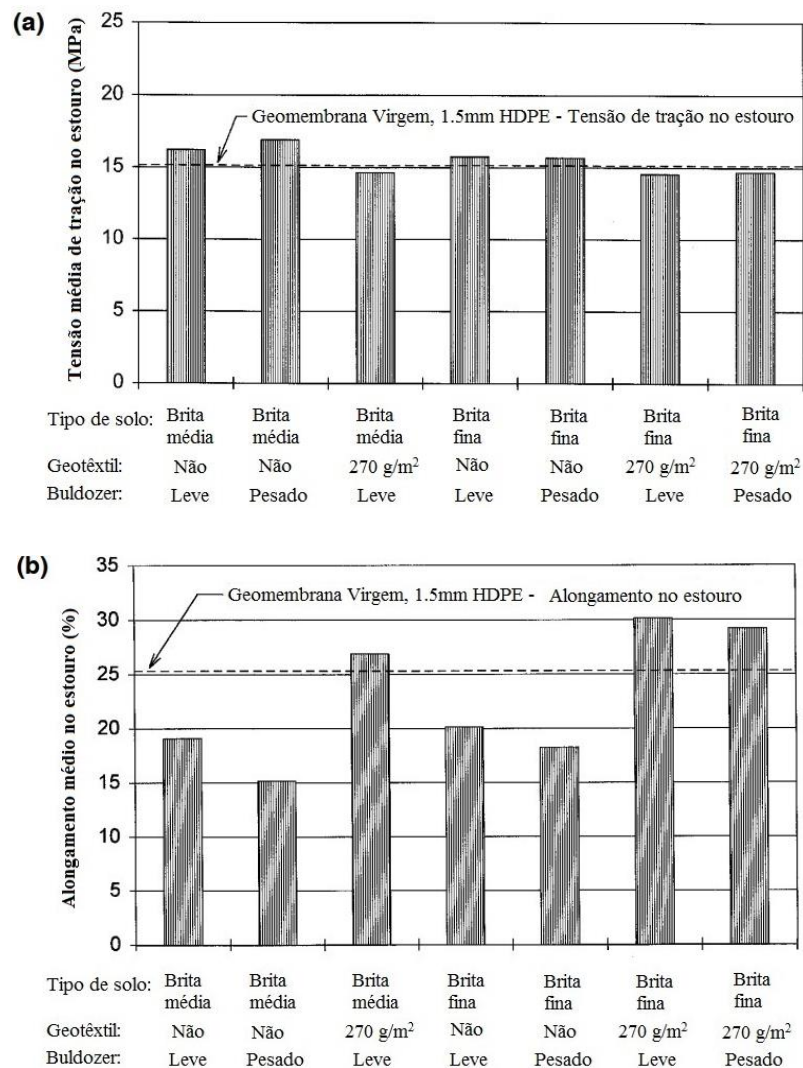 (a)
Tensão média de tração no estouro (MPa)
25
20
15
10
5
0
Geomembrana Virgem, 1.5mm HDPE - Tensão de tração no estouro
Tipo de solo: Brita média Brita média Brita média Brita fina Brita fina Brita fina Brita fina
Geotêxtil: Não Não 270 g/m² Não Não 270 g/m² 270 g/m²
Buldozer: Leve Pesado Leve Leve Pesado Leve Pesado
(b)
Alongamento médio no estouro (%)
35
30
25
20
15
10
5
0
Geomembrana Virgem, 1.5mm HDPE - Alongamento no estouro
Tipo de solo: Brita média Brita média Brita média Brita fina Brita fina Brita fina Brita fina
Geotêxtil: Não Não 270 g/m² Não Não 270 g/m² 270 g/m²
Buldozer: Leve Pesado Leve Leve Pesado Leve Pesado